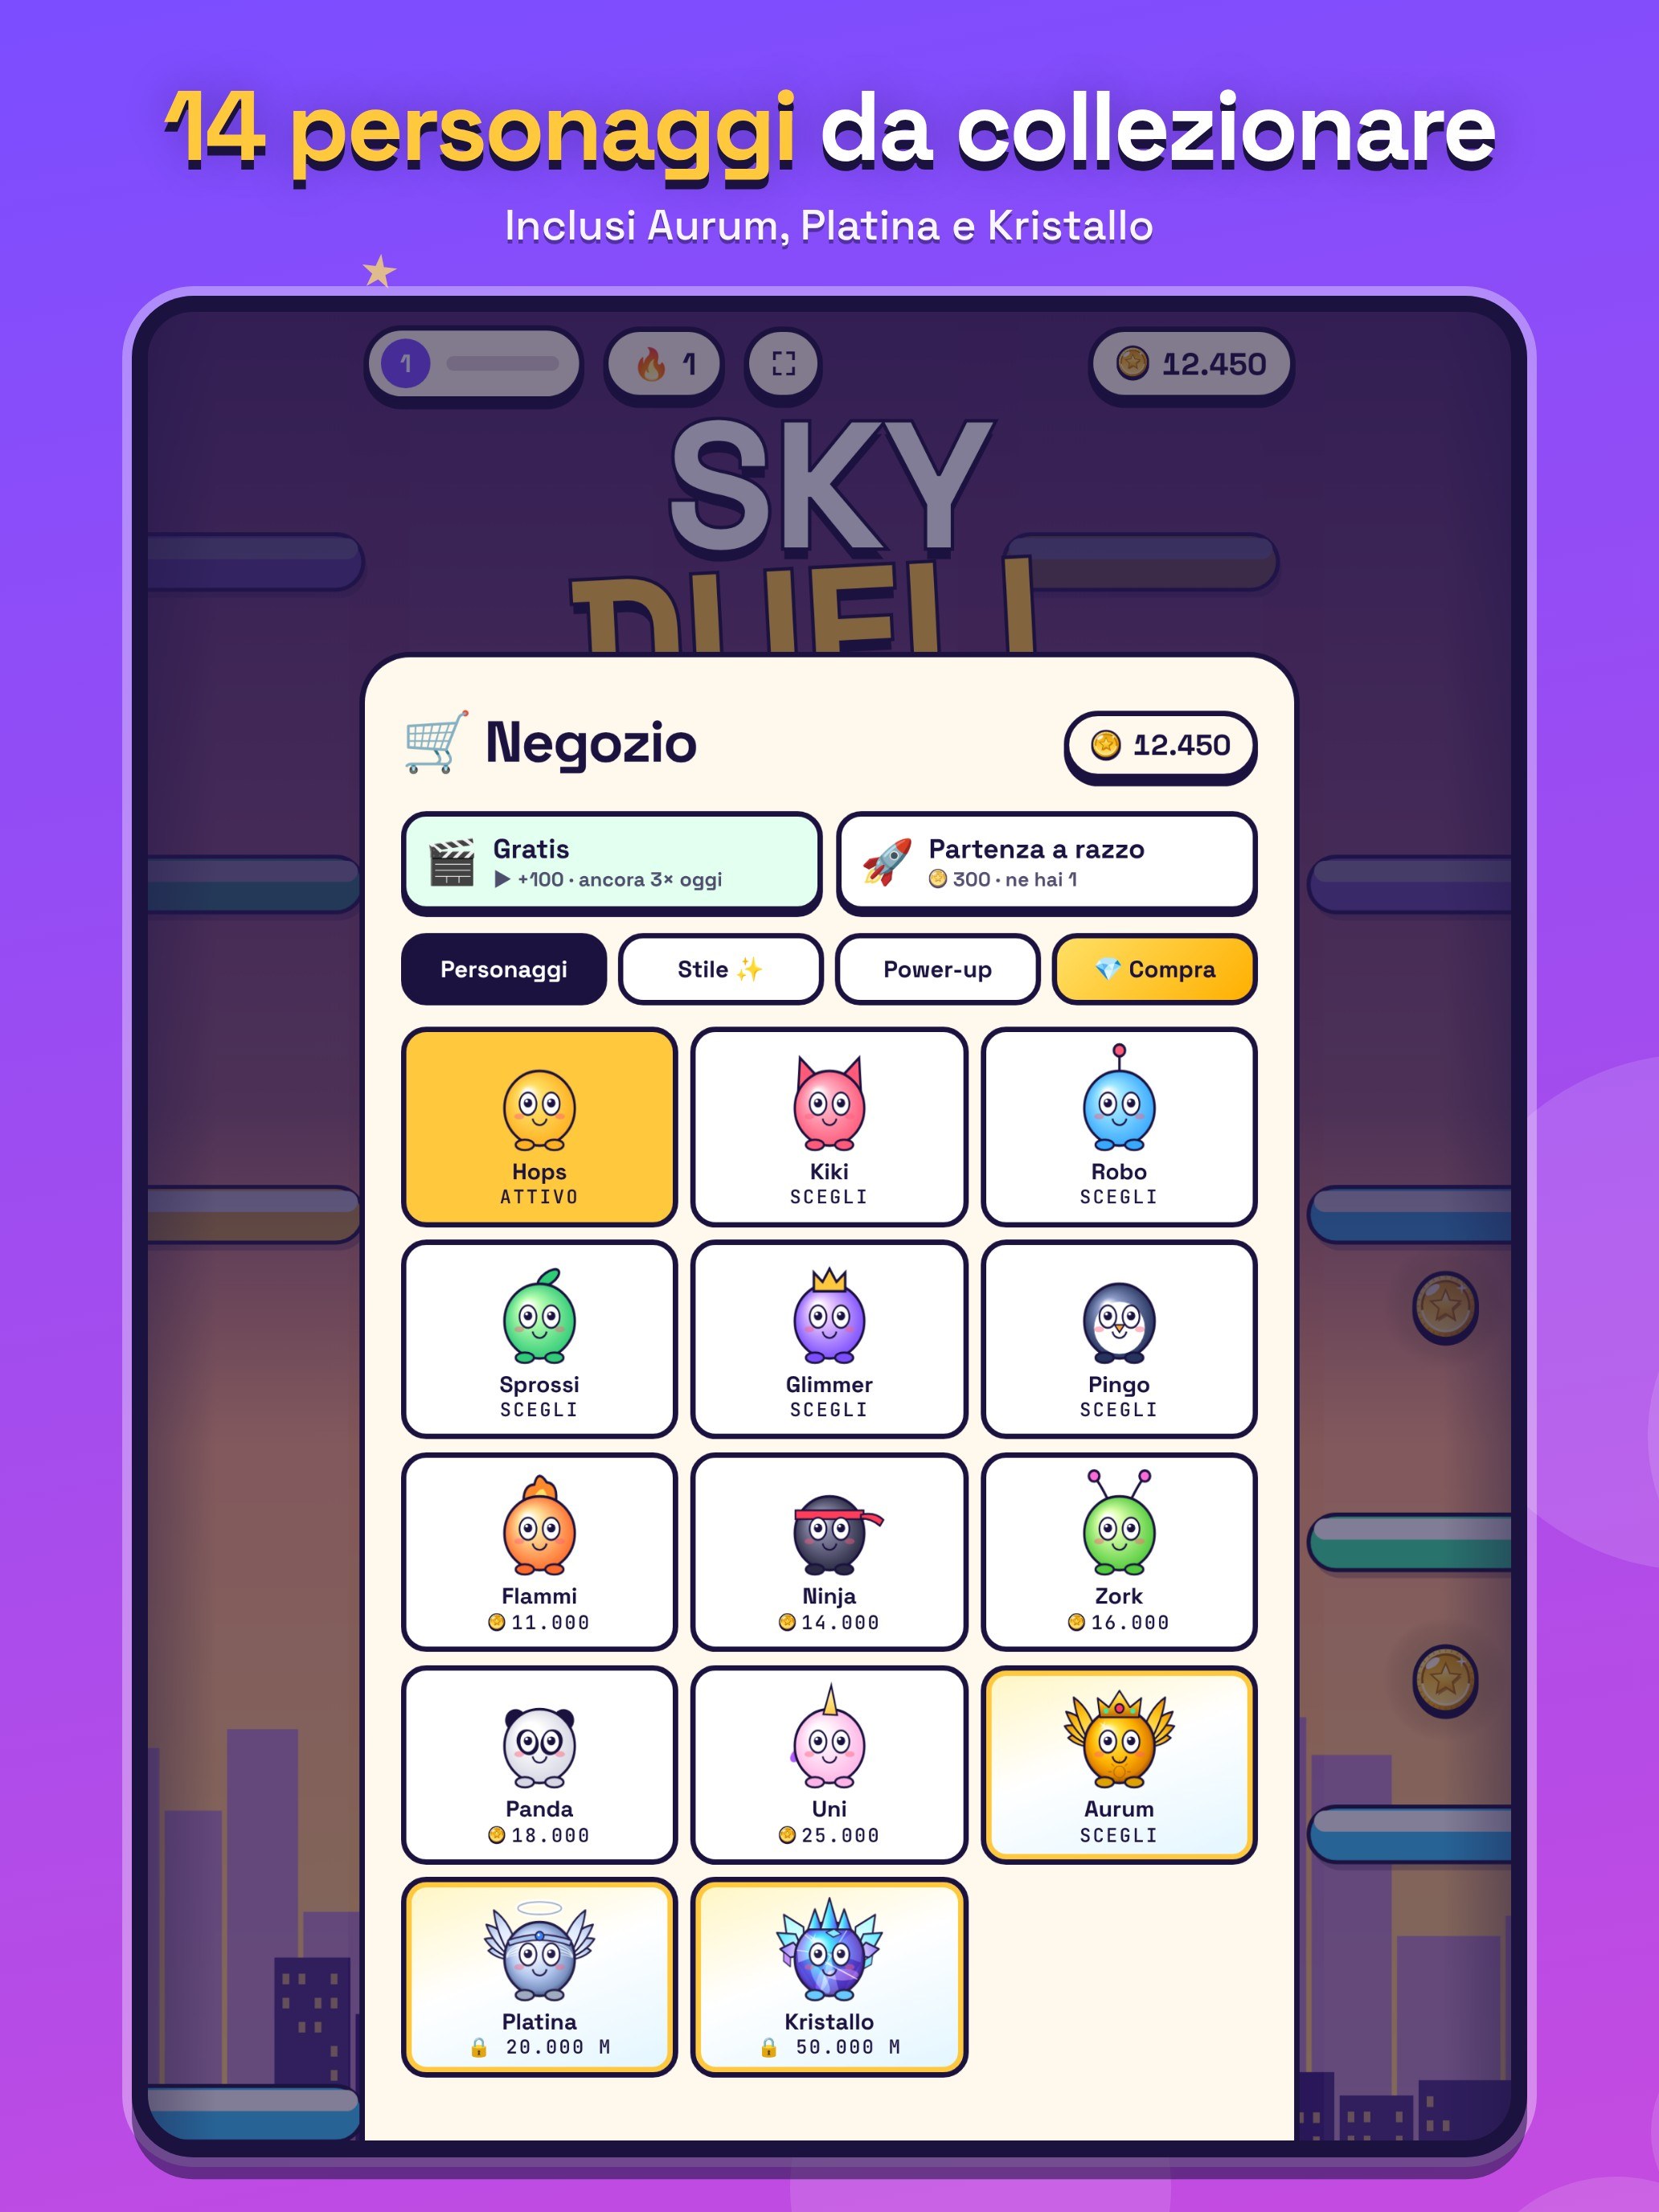 14 personaggi da collezionare
Inclusi Aurum, Platina e Kristallo
1
1
12.450
SKY
DUELL
Negozio
12.450
Gratis
▶ +100 · ancora 3× oggi
Partenza a razzo
300 · ne hai 1
Personaggi
Stile ✨
Power-up
💎 Compra
Hops
ATTIVO
Kiki
SCEGLI
Robo
SCEGLI
Sprossi
SCEGLI
Glimmer
SCEGLI
Pingo
SCEGLI
Flammi
11.000
Ninja
14.000
Zork
16.000
Panda
18.000
Uni
25.000
Aurum
SCEGLI
Platina
🔒 20.000 M
Kristallo
🔒 50.000 M